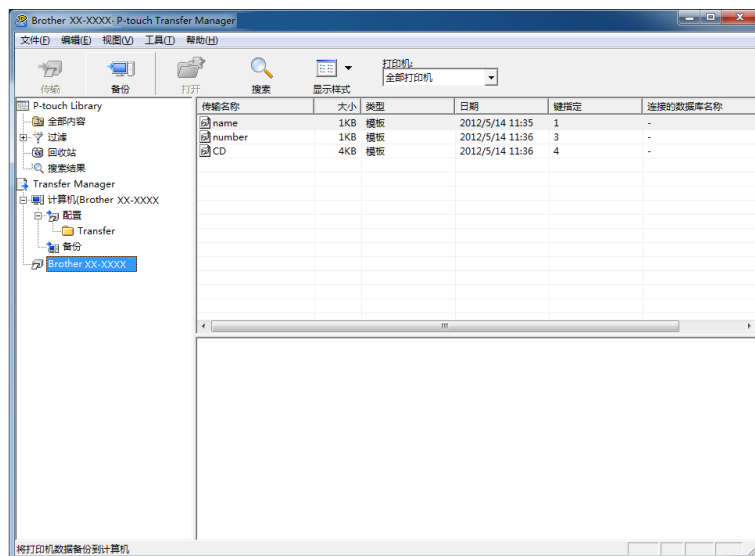 Brother XX-XXXX- P-touch Transfer Manager
文件(F) 编辑(E) 视图(V) 工具(T) 帮助(H)
传输 备份 打开 搜索 显示样式
打印机:
全部打印机
P-touch Library
全部内容
过滤
回收站
搜索结果
Transfer Manager
计算机(Brother XX-XXXX
配置
Transfer
备份
Brother XX-XXXX
传输名称 大小 类型 日期 键指定 连接的数据库名称
name 1KB 模板 2012/5/14 11:35 1 -
number 1KB 模板 2012/5/14 11:36 3 -
CD 4KB 模板 2012/5/14 11:36 4 -
将打印机数据备份到计算机